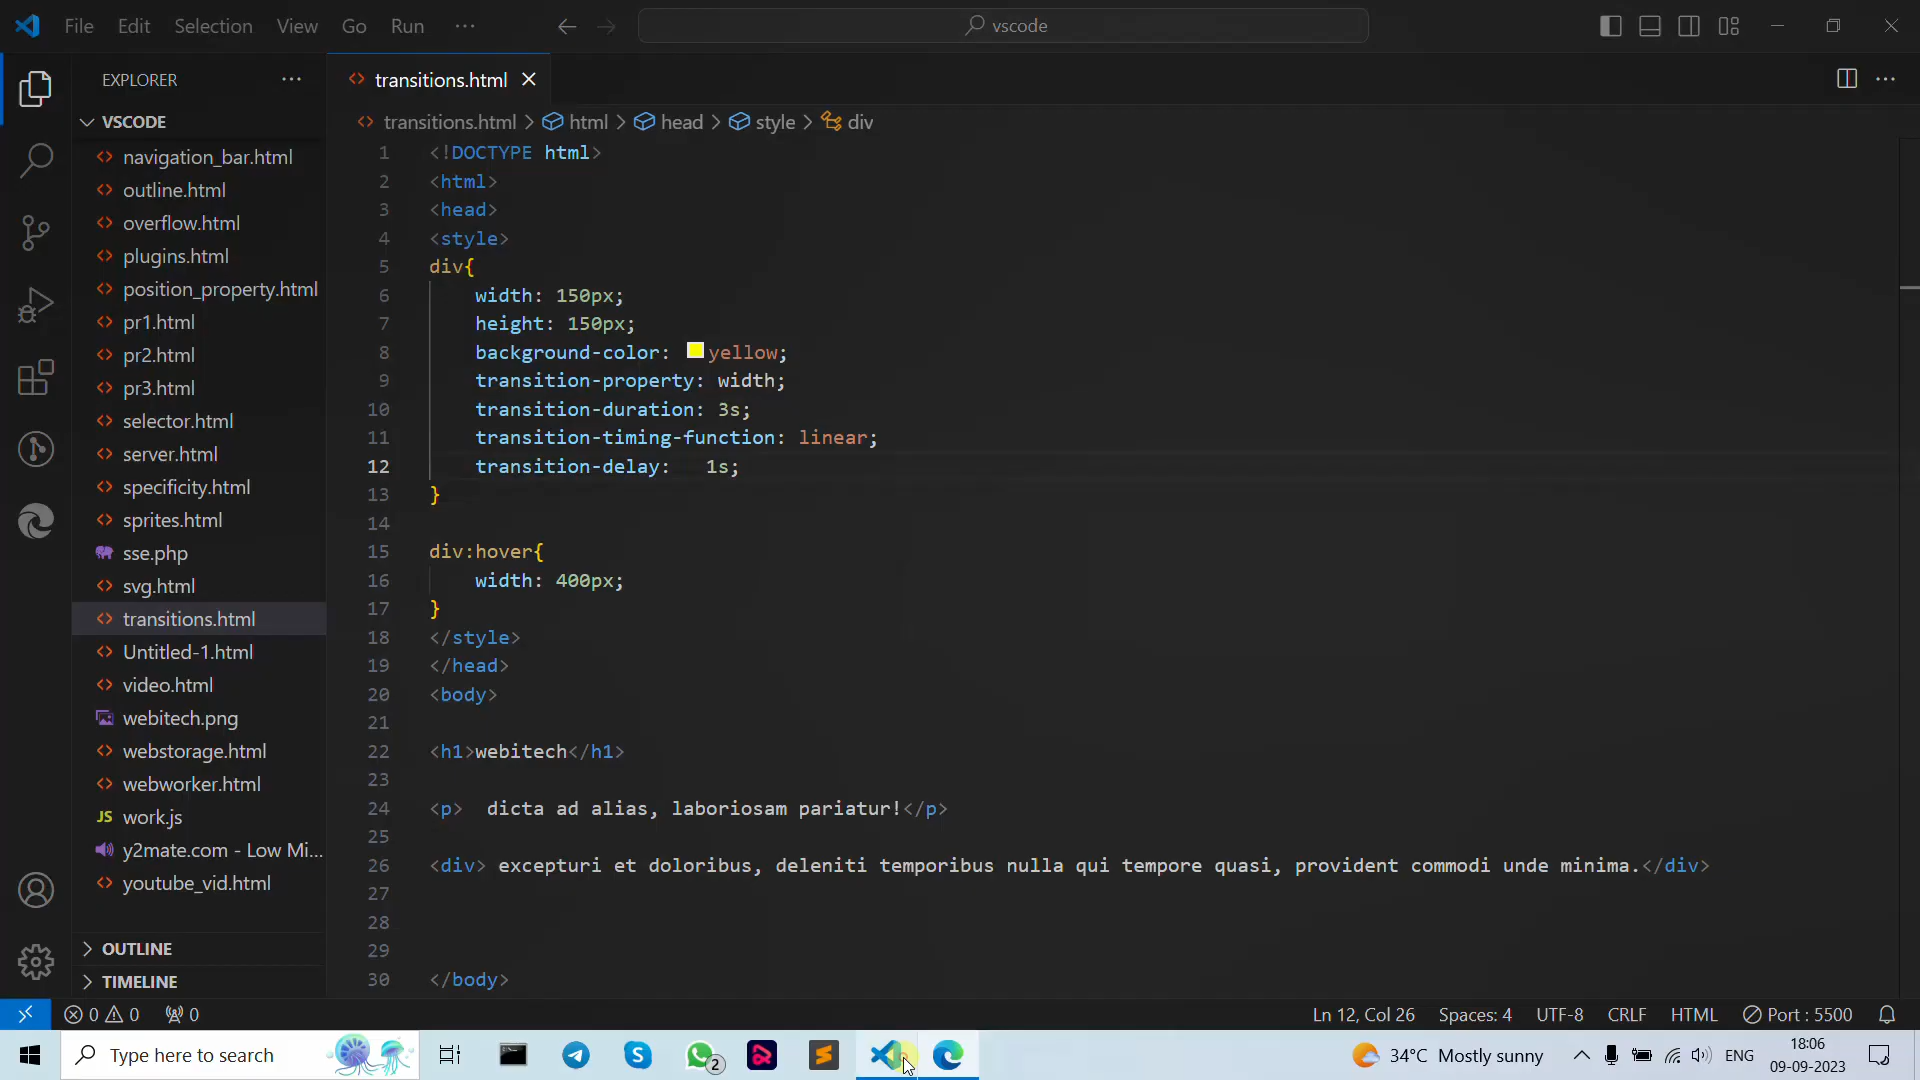 File Edit Selection View Go Run ··· vscode
EXPLORER ···
transitions.html
VSCODE
transitions.html > html > head > style > div
navigation_bar.html
outline.html
overflow.html
plugins.html
position_property.html
pr1.html
pr2.html
pr3.html
selector.html
server.html
specificity.html
sprites.html
sse.php
svg.html
transitions.html
Untitled-1.html
video.html
webitech.png
webstorage.html
webworker.html
JS work.js
y2mate.com - Low Mi...
youtube_vid.html
OUTLINE
TIMELINE
1 <!DOCTYPE html>
2 <html>
3 <head>
4 <style>
5 div{
6 width: 150px;
7 height: 150px;
8 background-color: yellow;
9 transition-property: width;
10 transition-duration: 3s;
11 transition-timing-function: linear;
12 transition-delay: 1s;
13 }
14
15 div:hover{
16 width: 400px;
17 }
18 </style>
19 </head>
20 <body>
21
22 <h1>webitech</h1>
23
24 <p> dicta ad alias, laboriosam pariatur!</p>
25
26 <div> excepturi et doloribus, deleniti temporibus nulla qui tempore quasi, provident commodi unde minima.</div>
27
28
29
30 </body>
0 0 0 Ln 12, Col 26 Spaces: 4 UTF-8 CRLF HTML Port : 5500
Type here to search 2 34°C Mostly sunny ENG 18:06
09-09-2023